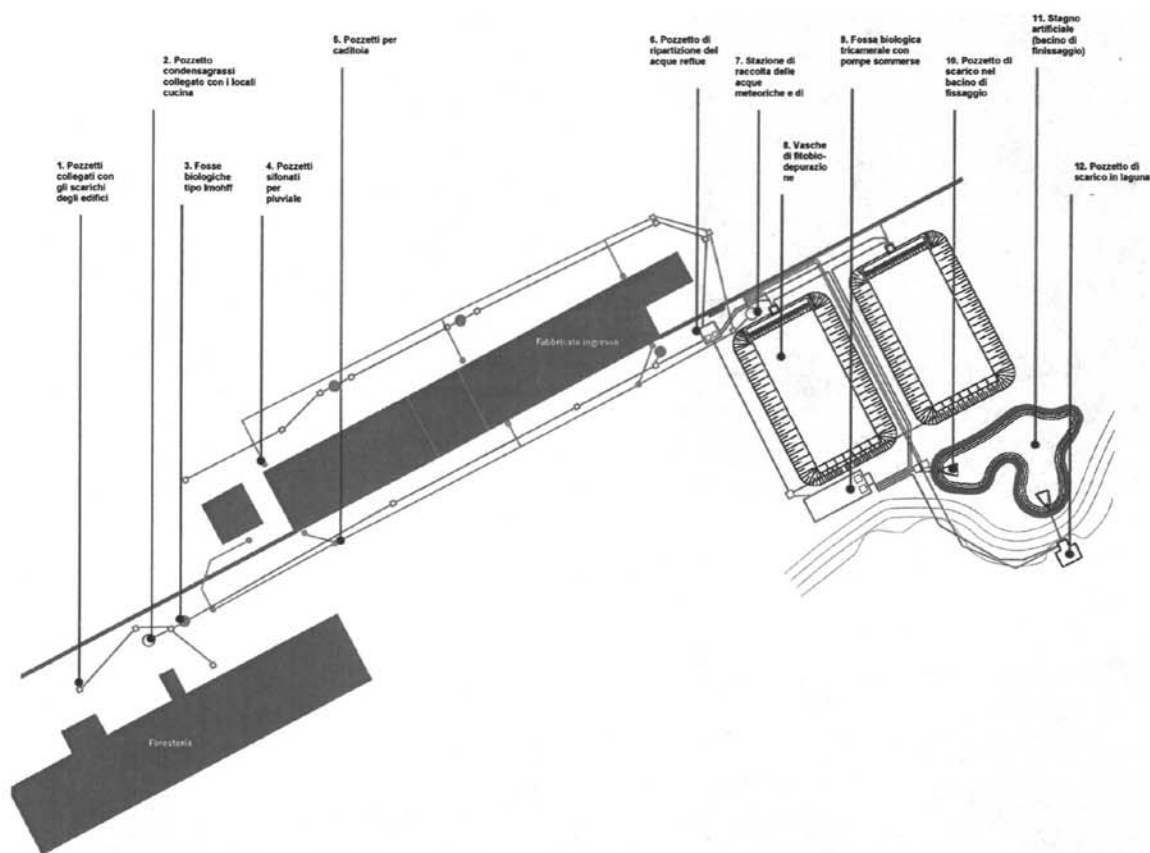 1. Pozzetti
collegati con
gli scarichi
degli edifici
2. Pozzetto
condensagrassi
collegato con i locali
cucina
3. Fosse
biologiche
tipo Imohff
4. Pozzetti
sifonati
per
pluviale
5. Pozzetti per
caditoia
6. Pozzetto di
ripartizione del
acque reflue
7. Stazione di
raccolta delle
acque
meteoriche e di
8. Vasche
di fitobio-
depurazio
ne
Fossa biologica
tricamerale con
pompe sommerse
10. Pozzetto di
scarico nel
bacino di
fissaggio
11. Stagno
artificiale
(bacino di
finissaggio)
12. Pozzetto di
scarico in laguna
Fabbricato ingresso
Foresteria